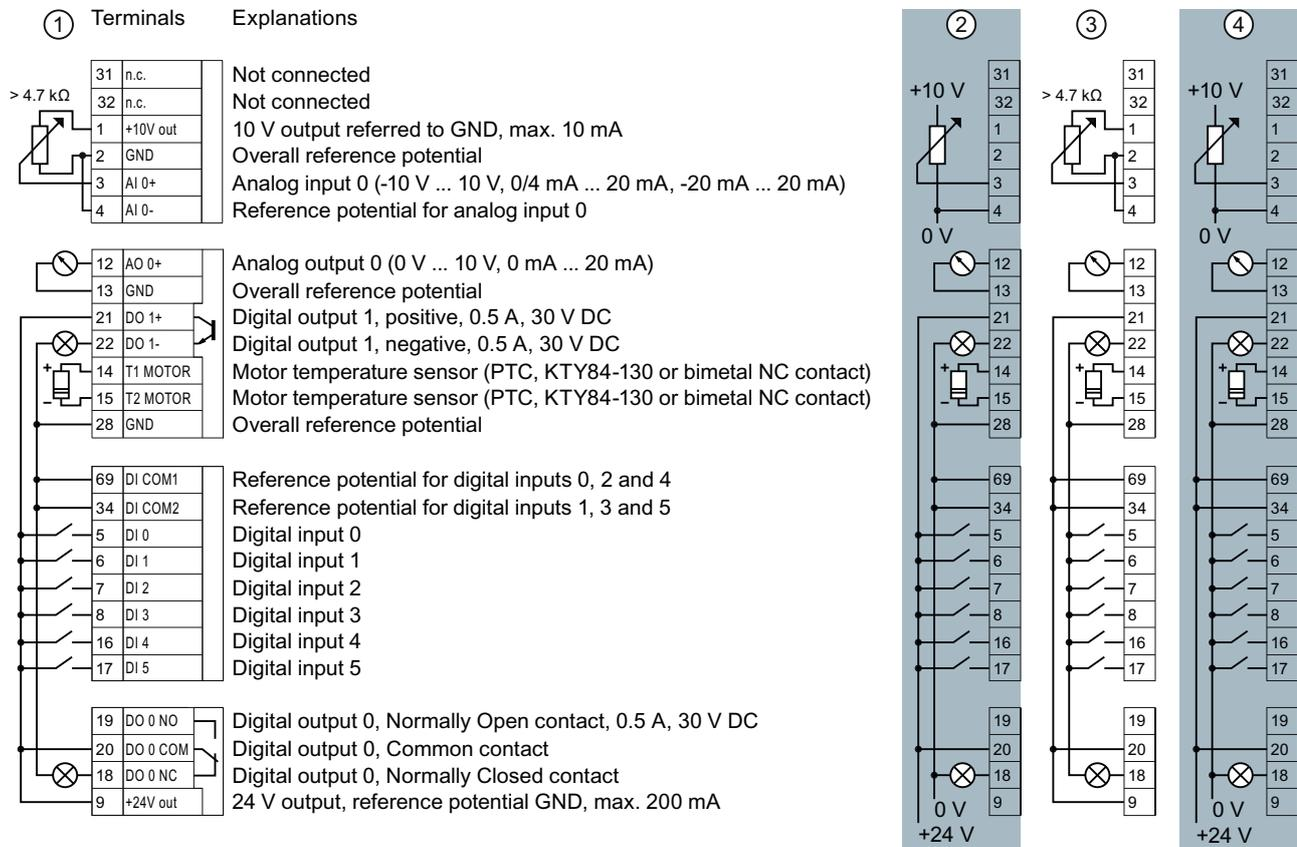 1 Terminals Explanations 2 3 4
31 n.c. Not connected 31 31 31
> 4.7 kΩ +10 V > 4.7 kΩ +10 V
32 n.c. Not connected 32 32 32
1 +10V out 10 V output referred to GND, max. 10 mA 1 1 1
2 GND Overall reference potential 2 2 2
3 AI 0+ Analog input 0 (-10 V ... 10 V, 0/4 mA ... 20 mA, -20 mA ... 20 mA) 3 3 3
4 AI 0- Reference potential for analog input 0 4 4 4
0 V 0 V
12 AO 0+ Analog output 0 (0 V ... 10 V, 0 mA ... 20 mA) 12 12 12
13 GND Overall reference potential 13 13 13
21 DO 1+ Digital output 1, positive, 0.5 A, 30 V DC 21 21 21
22 DO 1- Digital output 1, negative, 0.5 A, 30 V DC 22 22 22
+ 14 T1 MOTOR Motor temperature sensor (PTC, KTY84-130 or bimetal NC contact) + 14 + 14 + 14
– 15 T2 MOTOR Motor temperature sensor (PTC, KTY84-130 or bimetal NC contact) – 15 – 15 – 15
28 GND Overall reference potential 28 28 28
69 DI COM1 Reference potential for digital inputs 0, 2 and 4 69 69 69
34 DI COM2 Reference potential for digital inputs 1, 3 and 5 34 34 34
5 DI 0 Digital input 0 5 5 5
6 DI 1 Digital input 1 6 6 6
7 DI 2 Digital input 2 7 7 7
8 DI 3 Digital input 3 8 8 8
16 DI 4 Digital input 4 16 16 16
17 DI 5 Digital input 5 17 17 17
19 DO 0 NO Digital output 0, Normally Open contact, 0.5 A, 30 V DC 19 19 19
20 DO 0 COM Digital output 0, Common contact 20 20 20
18 DO 0 NC Digital output 0, Normally Closed contact 18 18 18
9 +24V out 24 V output, reference potential GND, max. 200 mA 9 9 9
0 V 0 V
+24 V +24 V